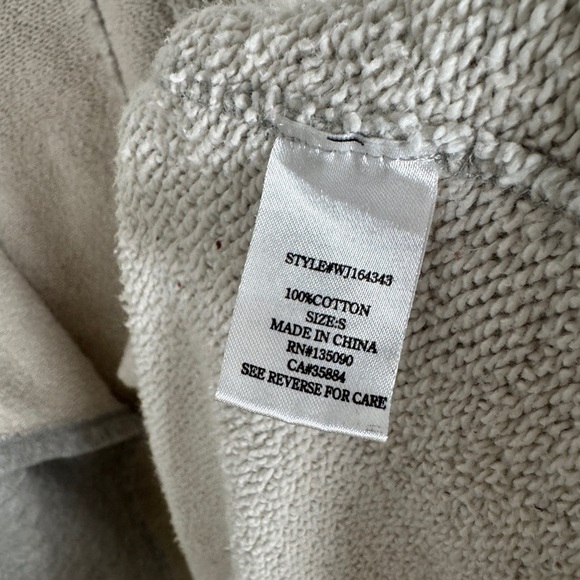 STYLE#WJ164343
100%COTTON
SIZE:S
MADE IN CHINA
RN#135090
CA#35884
SEE REVERSE FOR CARE